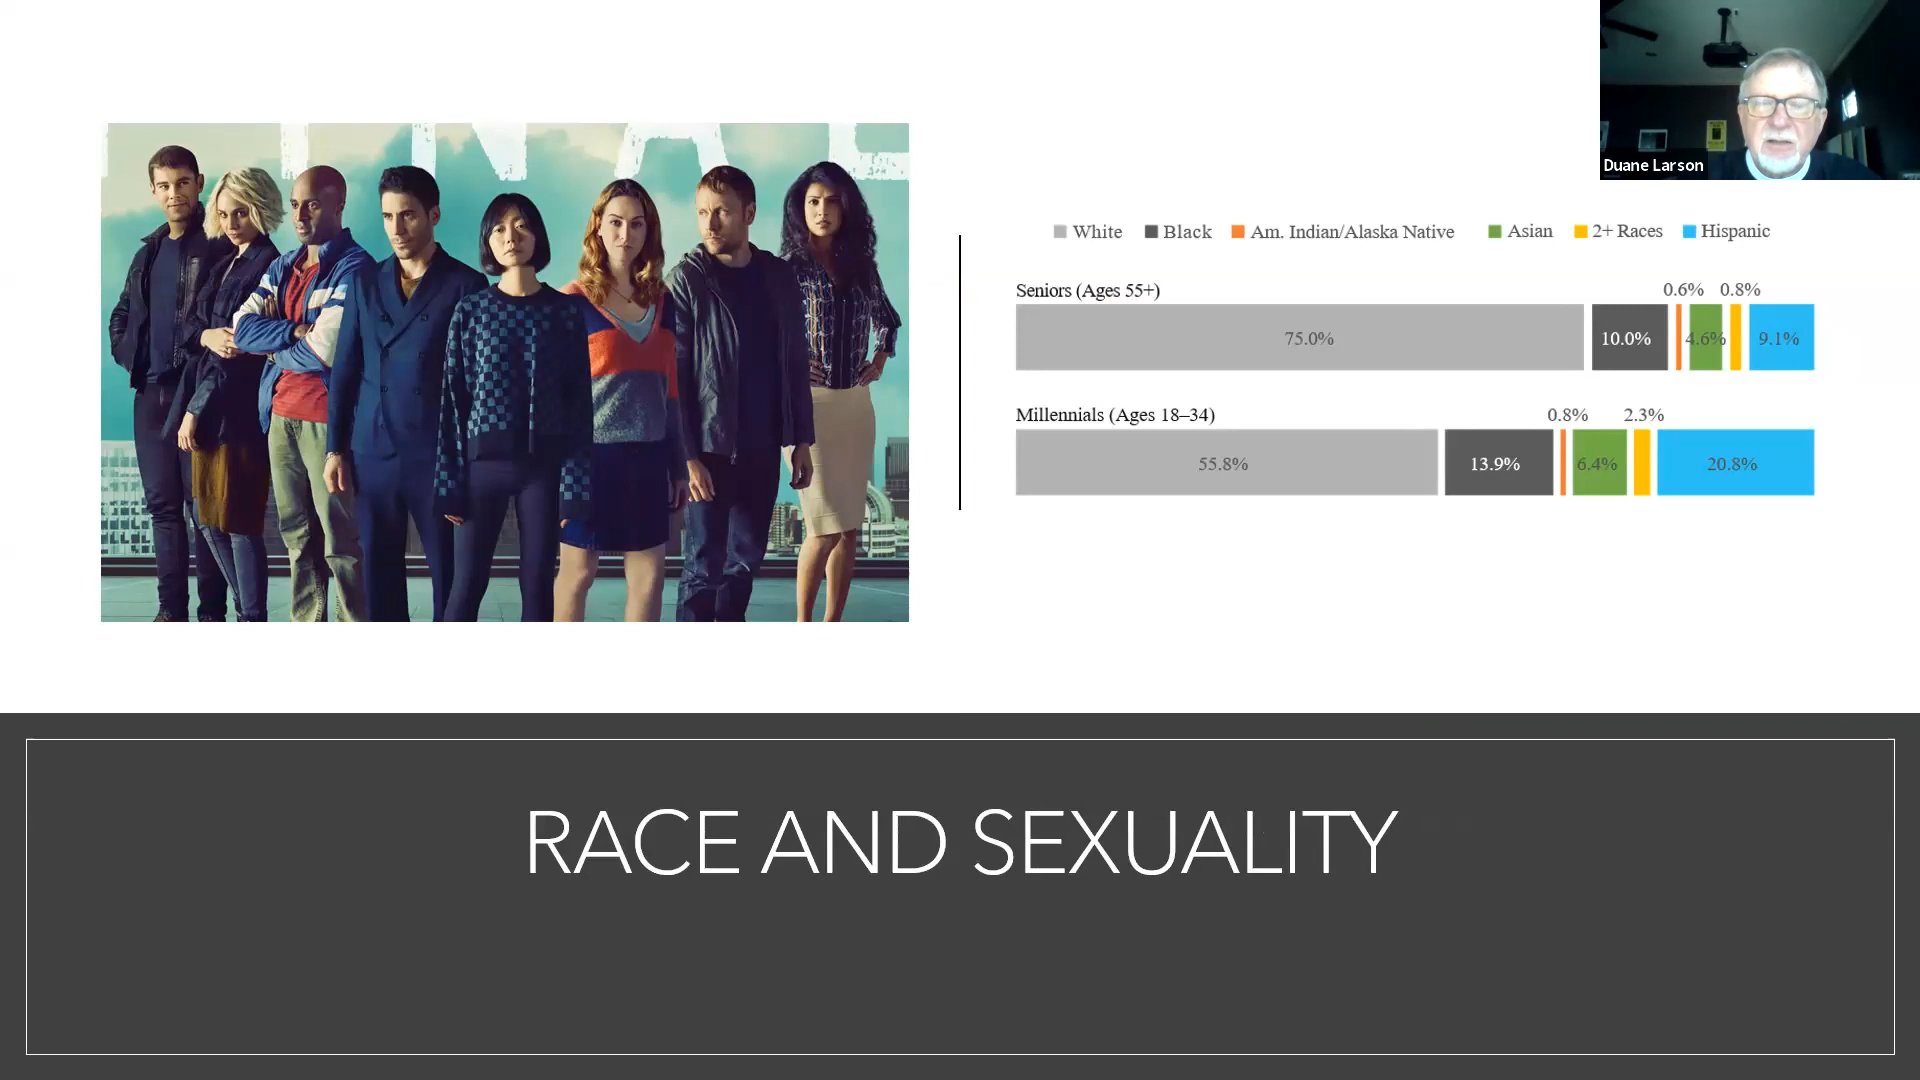 INAL
Duane Larson
White Black Am. Indian/Alaska Native Asian 2+ Races Hispanic
Seniors (Ages 55+) 0.6% 0.8%
75.0% 10.0% 4.6% 9.1%
Millennials (Ages 18–34) 0.8% 2.3%
55.8% 13.9% 6.4% 20.8%
RACE AND SEXUALITY